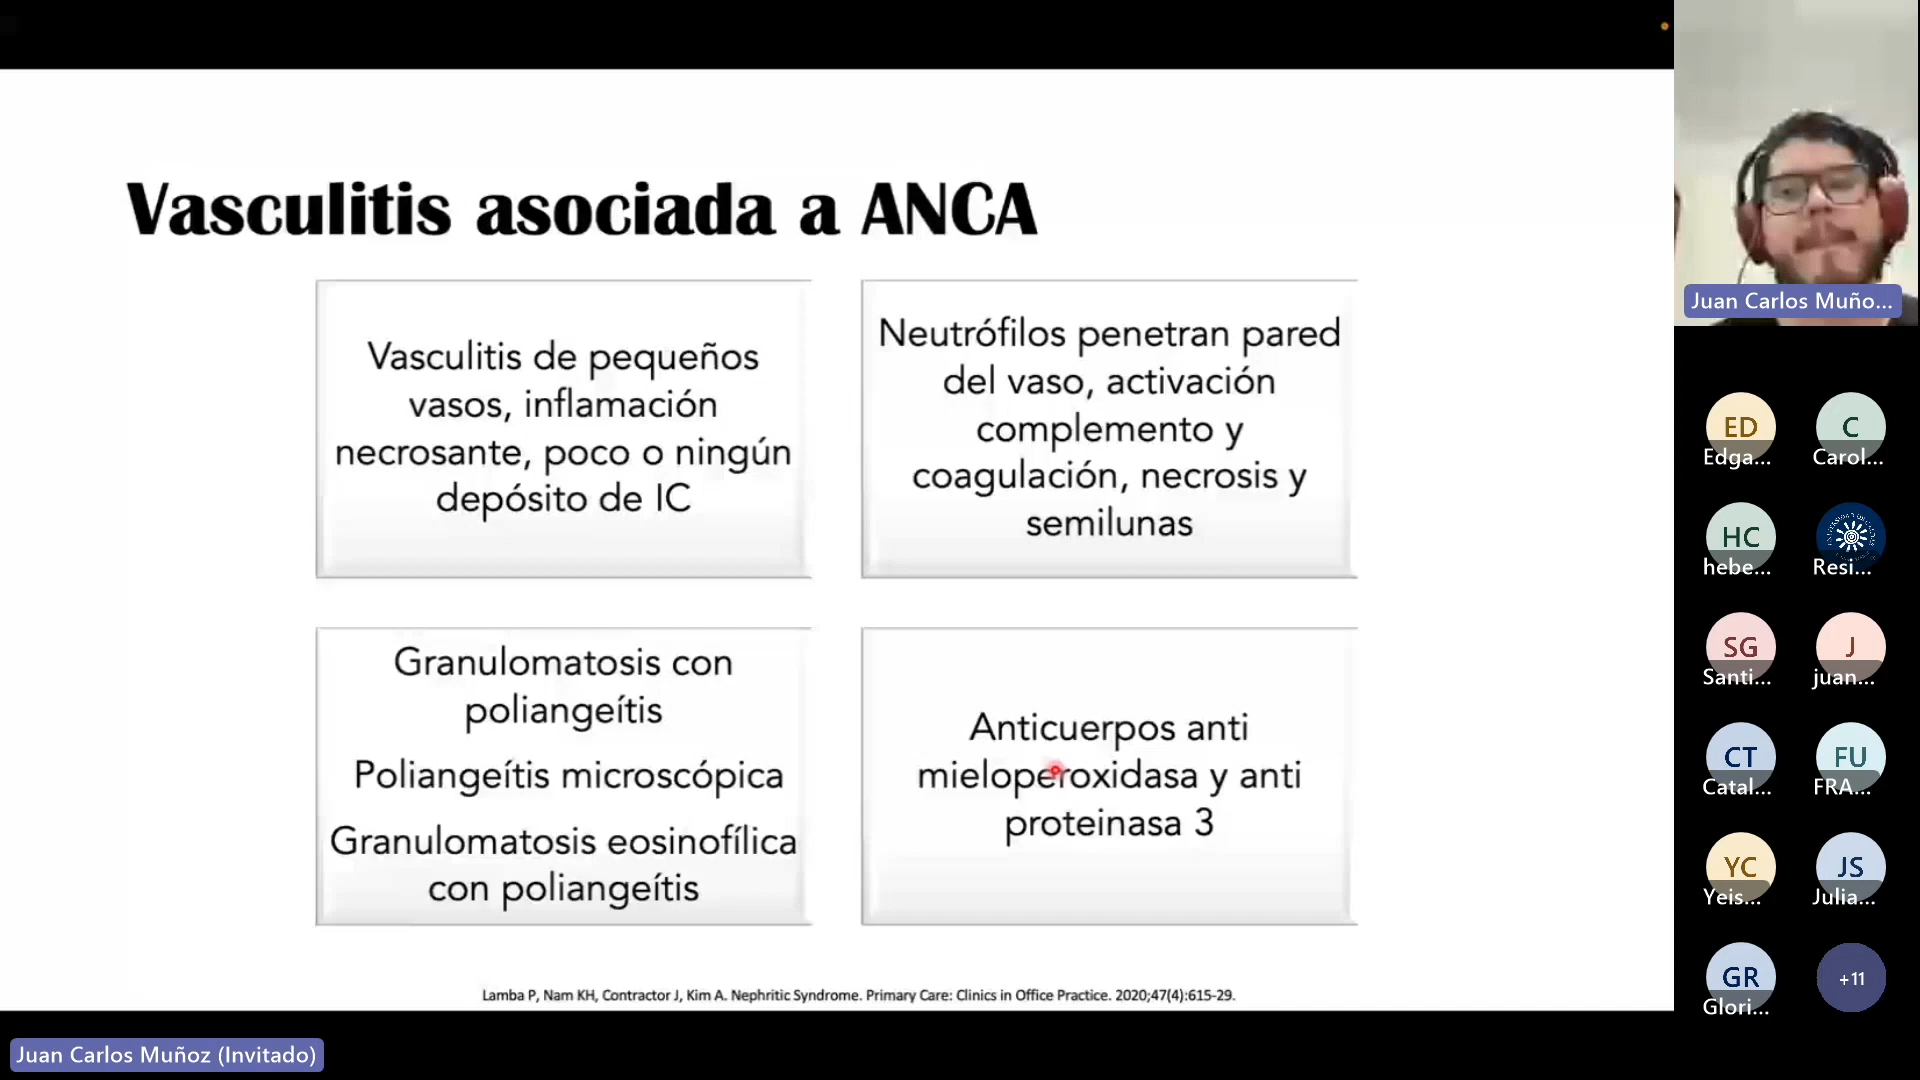 Vasculitis asociada a ANCA
Vasculitis de pequeños
vasos, inflamación
necrosante, poco o ningún
depósito de IC
Neutrófilos penetran pared
del vaso, activación
complemento y
coagulación, necrosis y
semilunas
Granulomatosis con
poliangeítis
Poliangeítis microscópica
Granulomatosis eosinofílica
con poliangeítis
Anticuerpos anti
mieloperoxidasa y anti
proteinasa 3
Lamba P, Nam KH, Contractor J, Kim A. Nephritic Syndrome. Primary Care: Clinics in Office Practice. 2020;47(4):615-29.
Juan Carlos Muñoz (Invitado)
Juan Carlos Muño...
ED
Edga...
C
Carol...
HC
hebe...
Resi...
SG
Santi...
J
juan...
CT
Catal...
FU
FRA...
YC
Yeis...
JS
Julia...
GR
Glori...
+11